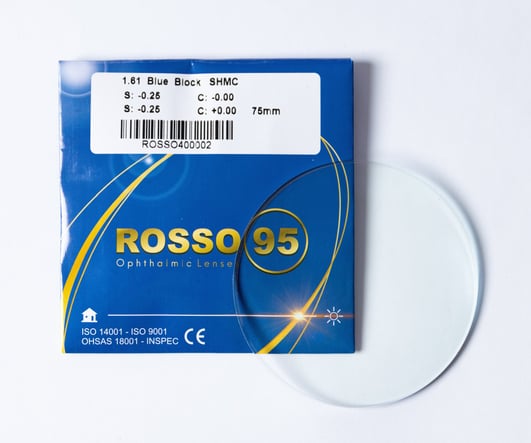 1.61 Blue Block SHMC
S: -0.25 C: -0.00
S: -0.25 C: +0.00 75mm
ROSSO400002
ROSSO 95
Ophthalmic Lense
ISO 14001 - ISO 9001
OHSAS 18001 - INSPEC CE